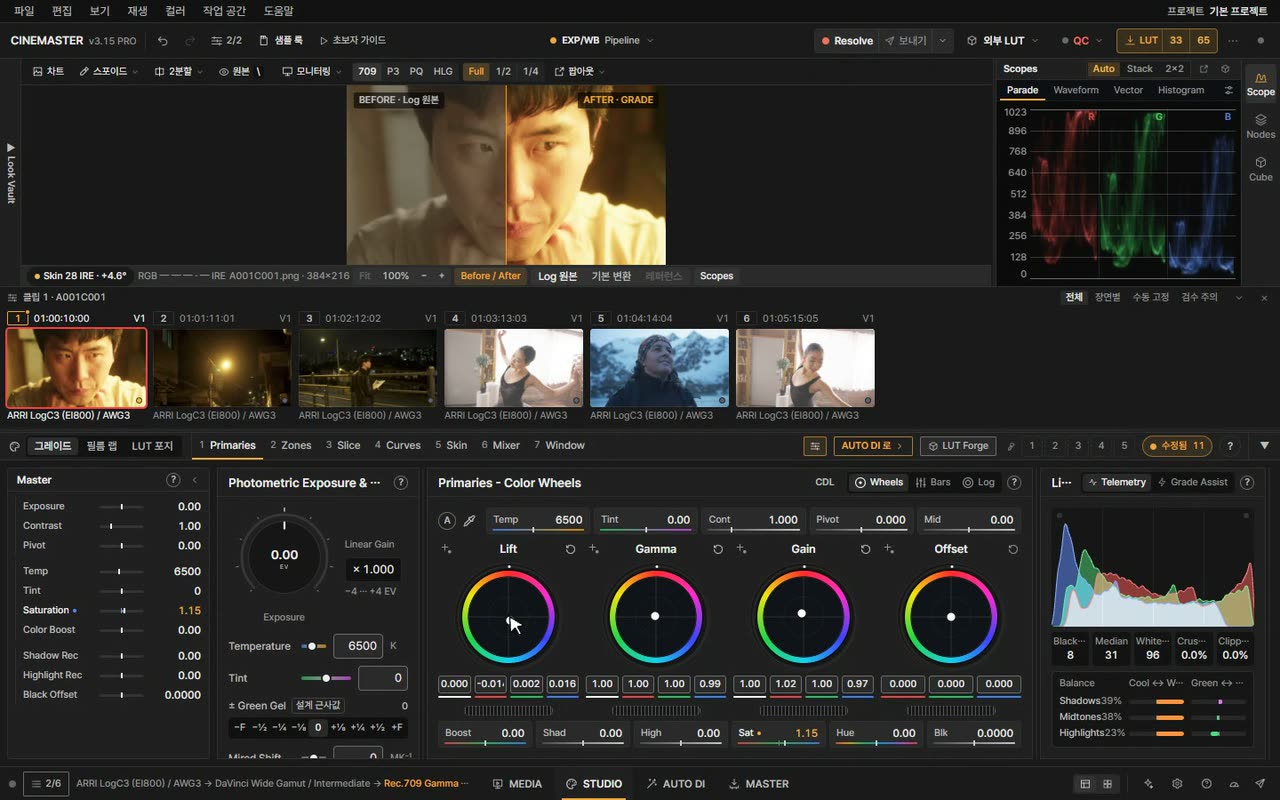 파일 편집 보기 재생 컬러 작업 공간 도움말 프로젝트 기본 프로젝트
CINEMASTER v3.15 PRO 2/2 샘플 룩 초보자 가이드 EXP/WB Pipeline Resolve 보내기 외부 LUT QC LUT 33 65
차트 스포이드 2분할 원본 모니터링 709 P3 PQ HLG Full 1/2 1/4 팝아웃
Scopes Auto Stack 2×2
Parade Waveform Vector Histogram
BEFORE · Log 원본 AFTER · GRADE
R G B
1023
896
768
640
512
384
256
128
0
Scope
Nodes
Cube
Look Vault
Skin 28 IRE · +4.6° RGB — — — · — IRE A001C001.png · 384×216 Fit 100% − + Before / After Log 원본 기본 변환 레퍼런스 Scopes
클립 1 · A001C001 전체 장면별 수동 고정 검수 주의
1 01:00:10:00 V1 2 01:01:11:01 V1 3 01:02:12:02 V1 4 01:03:13:03 V1 5 01:04:14:04 V1 6 01:05:15:05 V1
ARRI LogC3 (EI800) / AWG3 ARRI LogC3 (EI800) / AWG3 ARRI LogC3 (EI800) / AWG3 ARRI LogC3 (EI800) / AWG3 ARRI LogC3 (EI800) / AWG3 ARRI LogC3 (EI800) / AWG3
그레이드 필름 랩 LUT 포지 1 Primaries 2 Zones 3 Slice 4 Curves 5 Skin 6 Mixer 7 Window AUTO DI 로 > LUT Forge 1 2 3 4 5 수정됨 11 ?
Master ?
Exposure 0.00
Contrast 1.00
Pivot 0.00
Temp 6500
Tint 0
Saturation 1.15
Color Boost 0.00
Shadow Rec 0.00
Highlight Rec 0.00
Black Offset 0.0000
Photometric Exposure & ··· ?
0.00
EV
Linear Gain
× 1.000
−4 ··· +4 EV
Exposure
Temperature 6500 K
Tint 0
± Green Gel 설계 근사값 0
−F −½ −¼ −⅛ 0 +⅛ +¼ +½ +F
Mired Shift 0 MK⁻¹
Primaries - Color Wheels CDL Wheels Bars Log ?
A Temp 6500 Tint 0.00 Cont 1.000 Pivot 0.000 Mid 0.00
Lift Gamma Gain Offset
0.000 -0.01 0.002 0.016 1.00 1.00 1.00 0.99 1.00 1.02 1.00 0.97 0.000 0.000 0.000
Boost 0.00 Shad 0.00 High 0.00 Sat 1.15 Hue 0.00 Blk 0.0000
Li··· Telemetry Grade Assist ?
Black··· Median White··· Crus··· Clipp···
8 31 96 0.0% 0.0%
Balance Cool ↔ W··· Green ↔ ···
Shadows39%
Midtones38%
Highlights23%
2/6 ARRI LogC3 (EI800) / AWG3 → DaVinci Wide Gamut / Intermediate → Rec.709 Gamma ··· MEDIA STUDIO AUTO DI MASTER